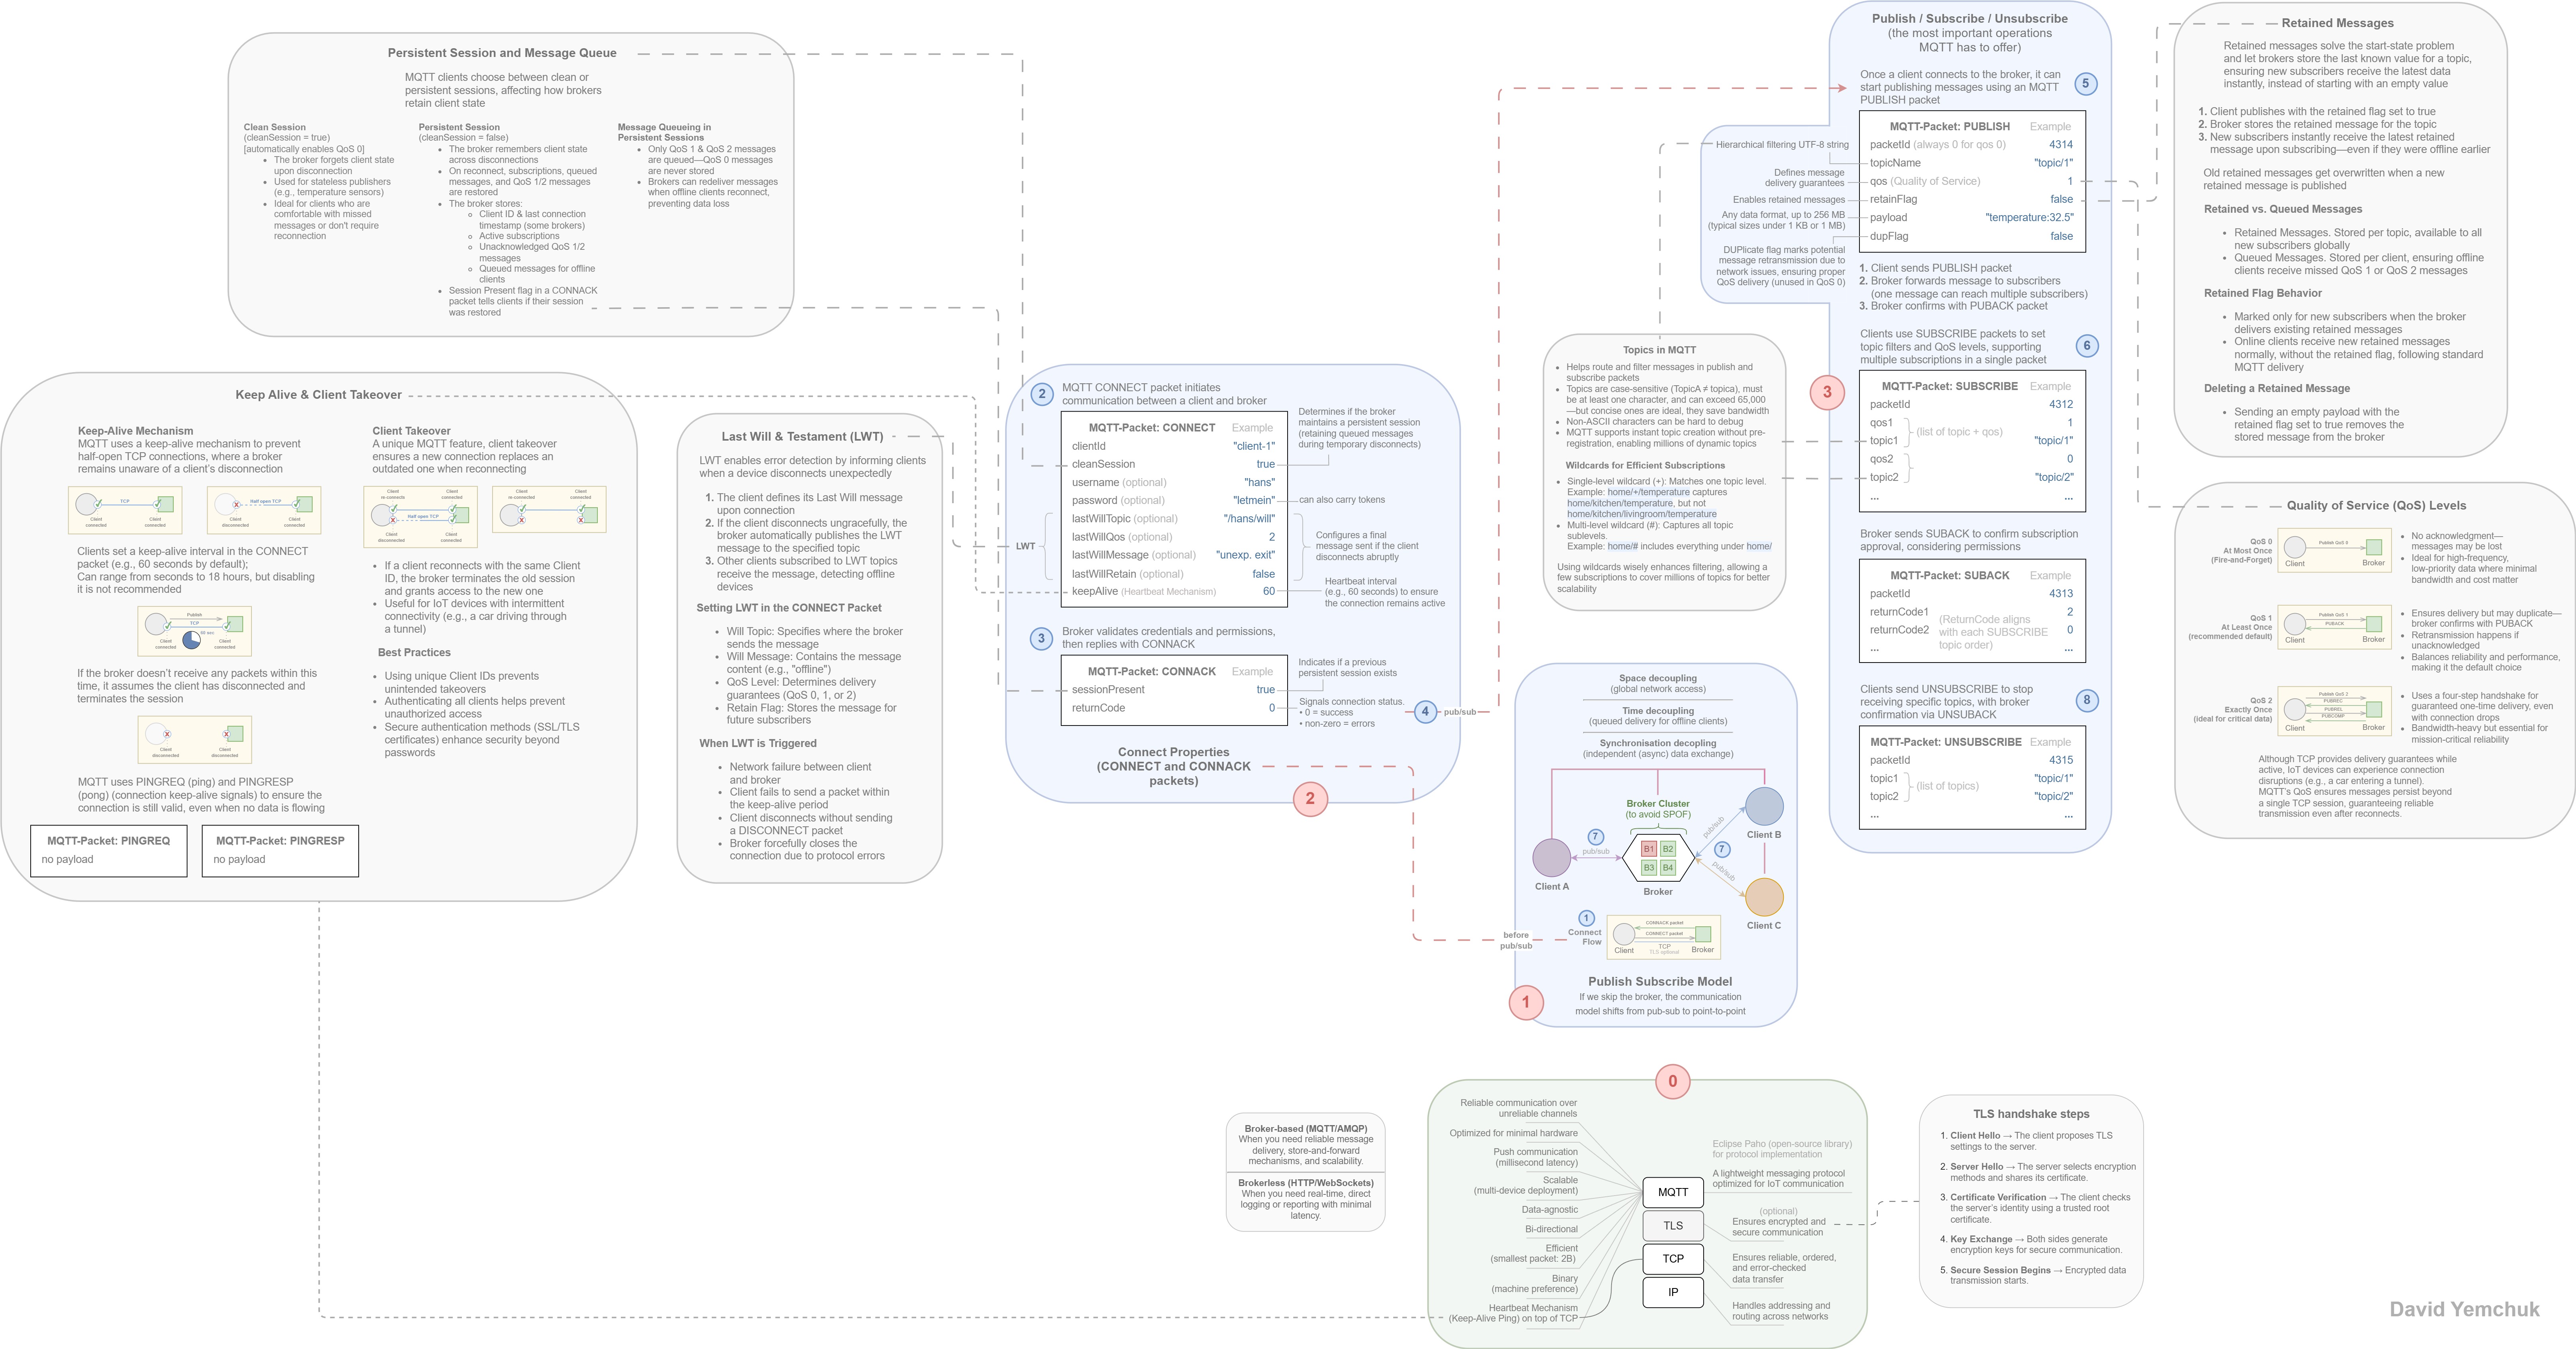 Persistent Session and Message Queue
MQTT clients choose between clean or
persistent sessions, affecting how brokers
retain client state
Clean Session
(cleanSession = true)
[automatically enables QoS 0]
• The broker forgets client state
upon disconnection
• Used for stateless publishers
(e.g., temperature sensors)
• Ideal for clients who are
comfortable with missed
messages or don't require
reconnection
Persistent Session
(cleanSession = false)
• The broker remembers client state
across disconnections
• On reconnect, subscriptions, queued
messages, and QoS 1/2 messages
are restored
• The broker stores:
◦ Client ID & last connection
timestamp (some brokers)
◦ Active subscriptions
◦ Unacknowledged QoS 1/2
messages
◦ Queued messages for offline
clients
• Session Present flag in a CONNACK
packet tells clients if their session
was restored
Message Queueing in
Persistent Sessions
• Only QoS 1 & QoS 2 messages
are queued—QoS 0 messages
are never stored
• Brokers can redeliver messages
when offline clients reconnect,
preventing data loss
Keep Alive & Client Takeover
Keep-Alive Mechanism
MQTT uses a keep-alive mechanism to prevent
half-open TCP connections, where a broker
remains unaware of a client's disconnection
TCP
Client
connected
Client
connected
Half open TCP
Client
disconnected
Client
connected
Clients set a keep-alive interval in the CONNECT
packet (e.g., 60 seconds by default);
Can range from seconds to 18 hours, but disabling
it is not recommended
Publish
TCP
60 sec
Client
connected
Client
connected
If the broker doesn't receive any packets within this
time, it assumes the client has disconnected and
terminates the session
Client
disconnected
Client
disconnected
MQTT uses PINGREQ (ping) and PINGRESP
(pong) (connection keep-alive signals) to ensure the
connection is still valid, even when no data is flowing
MQTT-Packet: PINGREQ
no payload
MQTT-Packet: PINGRESP
no payload
Client Takeover
A unique MQTT feature, client takeover
ensures a new connection replaces an
outdated one when reconnecting
Client
re-connects
Client
connected
Half open TCP
Client
disconnected
Client
connected
Client
re-connected
Client
connected
• If a client reconnects with the same Client
ID, the broker terminates the old session
and grants access to the new one
• Useful for IoT devices with intermittent
connectivity (e.g., a car driving through
a tunnel)
Best Practices
• Using unique Client IDs prevents
unintended takeovers
• Authenticating all clients helps prevent
unauthorized access
• Secure authentication methods (SSL/TLS
certificates) enhance security beyond
passwords
Last Will & Testament (LWT)
LWT enables error detection by informing clients
when a device disconnects unexpectedly
1. The client defines its Last Will message
upon connection
2. If the client disconnects ungracefully, the
broker automatically publishes the LWT
message to the specified topic
3. Other clients subscribed to LWT topics
receive the message, detecting offline
devices
Setting LWT in the CONNECT Packet
• Will Topic: Specifies where the broker
sends the message
• Will Message: Contains the message
content (e.g., "offline")
• QoS Level: Determines delivery
guarantees (QoS 0, 1, or 2)
• Retain Flag: Stores the message for
future subscribers
When LWT is Triggered
• Network failure between client
and broker
• Client fails to send a packet within
the keep-alive period
• Client disconnects without sending
a DISCONNECT packet
• Broker forcefully closes the
connection due to protocol errors
2
MQTT CONNECT packet initiates
communication between a client and broker
MQTT-Packet: CONNECT Example
clientId "client-1"
cleanSession true
username (optional) "hans"
password (optional) "letmein"
lastWillTopic (optional) "/hans/will"
lastWillQos (optional) 2
lastWillMessage (optional) "unexp. exit"
lastWillRetain (optional) false
keepAlive (Heartbeat Mechanism) 60
LWT
Determines if the broker
maintains a persistent session
(retaining queued messages
during temporary disconnects)
can also carry tokens
Configures a final
message sent if the client
disconnects abruptly
Heartbeat interval
(e.g., 60 seconds) to ensure
the connection remains active
3
Broker validates credentials and permissions,
then replies with CONNACK
MQTT-Packet: CONNACK Example
sessionPresent true
returnCode 0
Indicates if a previous
persistent session exists
Signals connection status.
• 0 = success
• non-zero = errors
4
pub/sub
Connect Properties
(CONNECT and CONNACK
packets)
2
Publish / Subscribe / Unsubscribe
(the most important operations
MQTT has to offer)
Once a client connects to the broker, it can
start publishing messages using an MQTT
PUBLISH packet
5
MQTT-Packet: PUBLISH Example
packetId (always 0 for qos 0) 4314
topicName "topic/1"
qos (Quality of Service) 1
retainFlag false
payload "temperature:32.5"
dupFlag false
Hierarchical filtering UTF-8 string
Defines message
delivery guarantees
Enables retained messages
Any data format, up to 256 MB
(typical sizes under 1 KB or 1 MB)
DUPlicate flag marks potential
message retransmission due to
network issues, ensuring proper
QoS delivery (unused in QoS 0)
1. Client sends PUBLISH packet
2. Broker forwards message to subscribers
(one message can reach multiple subscribers)
3. Broker confirms with PUBACK packet
Clients use SUBSCRIBE packets to set
topic filters and QoS levels, supporting
multiple subscriptions in a single packet
6
3
MQTT-Packet: SUBSCRIBE Example
packetId 4312
qos1 1
topic1 "topic/1"
(list of topic + qos)
qos2 0
topic2 "topic/2"
... ...
Broker sends SUBACK to confirm subscription
approval, considering permissions
MQTT-Packet: SUBACK Example
packetId 4313
returnCode1 2
returnCode2 0
(ReturnCode aligns
with each SUBSCRIBE
topic order)
... ...
Clients send UNSUBSCRIBE to stop
receiving specific topics, with broker
confirmation via UNSUBACK
8
MQTT-Packet: UNSUBSCRIBE Example
packetId 4315
topic1 "topic/1"
(list of topics)
topic2 "topic/2"
... ...
Topics in MQTT
• Helps route and filter messages in publish and
subscribe packets
• Topics are case-sensitive (TopicA ≠ topica), must
be at least one character, and can exceed 65,000
—but concise ones are ideal, they save bandwidth
• Non-ASCII characters can be hard to debug
• MQTT supports instant topic creation without pre-
registration, enabling millions of dynamic topics
Wildcards for Efficient Subscriptions
• Single-level wildcard (+): Matches one topic level.
Example: home/+/temperature captures
home/kitchen/temperature, but not
home/kitchen/livingroom/temperature
• Multi-level wildcard (#): Captures all topic
sublevels.
Example: home/# includes everything under home/
Using wildcards wisely enhances filtering, allowing a
few subscriptions to cover millions of topics for better
scalability
Space decoupling
(global network access)
Time decoupling
(queued delivery for offline clients)
Synchronisation decopling
(independent (async) data exchange)
Broker Cluster
(to avoid SPOF)
B1 B2
B3 B4
Broker
Client A
Client B
Client C
7
pub/sub
pub/sub
7
pub/sub
1
Connect
Flow
before
pub/sub
CONNACK packet
CONNECT packet
TCP
TLS optional
Client
Broker
Publish Subscribe Model
If we skip the broker, the communication
model shifts from pub-sub to point-to-point
1
Retained Messages
Retained messages solve the start-state problem
and let brokers store the last known value for a topic,
ensuring new subscribers receive the latest data
instantly, instead of starting with an empty value
1. Client publishes with the retained flag set to true
2. Broker stores the retained message for the topic
3. New subscribers instantly receive the latest retained
message upon subscribing—even if they were offline earlier
Old retained messages get overwritten when a new
retained message is published
Retained vs. Queued Messages
• Retained Messages. Stored per topic, available to all
new subscribers globally
• Queued Messages. Stored per client, ensuring offline
clients receive missed QoS 1 or QoS 2 messages
Retained Flag Behavior
• Marked only for new subscribers when the broker
delivers existing retained messages
• Online clients receive new retained messages
normally, without the retained flag, following standard
MQTT delivery
Deleting a Retained Message
• Sending an empty payload with the
retained flag set to true removes the
stored message from the broker
Quality of Service (QoS) Levels
QoS 0
At Most Once
(Fire-and-Forget)
Publish QoS 0
Client
Broker
• No acknowledgment—
messages may be lost
• Ideal for high-frequency,
low-priority data where minimal
bandwidth and cost matter
QoS 1
At Least Once
(recommended default)
Publish QoS 1
PUBACK
Client
Broker
• Ensures delivery but may duplicate—
broker confirms with PUBACK
• Retransmission happens if
unacknowledged
• Balances reliability and performance,
making it the default choice
QoS 2
Exactly Once
(ideal for critical data)
Publish QoS 2
PUBREC
PUBREL
PUBCOMP
Client
Broker
• Uses a four-step handshake for
guaranteed one-time delivery, even
with connection drops
• Bandwidth-heavy but essential for
mission-critical reliability
Although TCP provides delivery guarantees while
active, IoT devices can experience connection
disruptions (e.g., a car entering a tunnel).
MQTT's QoS ensures messages persist beyond
a single TCP session, guaranteeing reliable
transmission even after reconnects.
Broker-based (MQTT/AMQP)
When you need reliable message
delivery, store-and-forward
mechanisms, and scalability.
Brokerless (HTTP/WebSockets)
When you need real-time, direct
logging or reporting with minimal
latency.
0
Reliable communication over
unreliable channels
Optimized for minimal hardware
Push communication
(millisecond latency)
Scalable
(multi-device deployment)
Data-agnostic
Bi-directional
Efficient
(smallest packet: 2B)
Binary
(machine preference)
Heartbeat Mechanism
(Keep-Alive Ping) on top of TCP
MQTT
TLS
TCP
IP
Eclipse Paho (open-source library)
for protocol implementation
A lightweight messaging protocol
optimized for IoT communication
(optional)
Ensures encrypted and
secure communication
Ensures reliable, ordered,
and error-checked
data transfer
Handles addressing and
routing across networks
TLS handshake steps
1. Client Hello → The client proposes TLS
settings to the server.
2. Server Hello → The server selects encryption
methods and shares its certificate.
3. Certificate Verification → The client checks
the server's identity using a trusted root
certificate.
4. Key Exchange → Both sides generate
encryption keys for secure communication.
5. Secure Session Begins → Encrypted data
transmission starts.
David Yemchuk